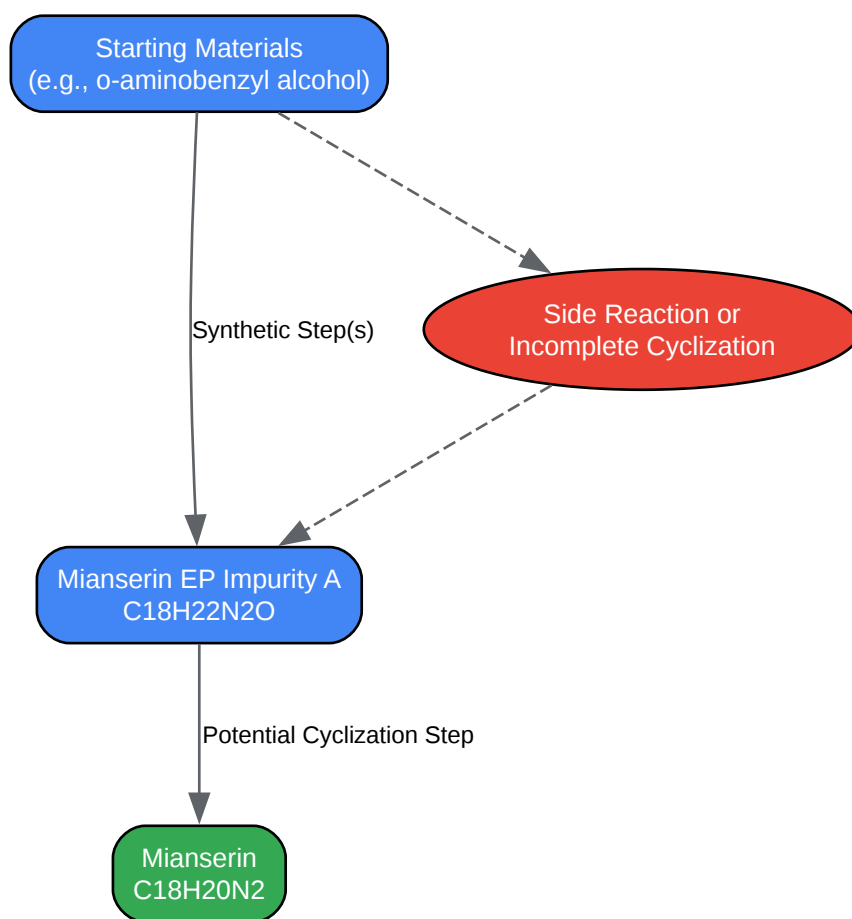 Starting Materials
(e.g., o-aminobenzyl alcohol)
Side Reaction or
Incomplete Cyclization
Synthetic Step(s)
Mianserin EP Impurity A
C18H22N2O
Potential Cyclization Step
Mianserin
C18H20N2